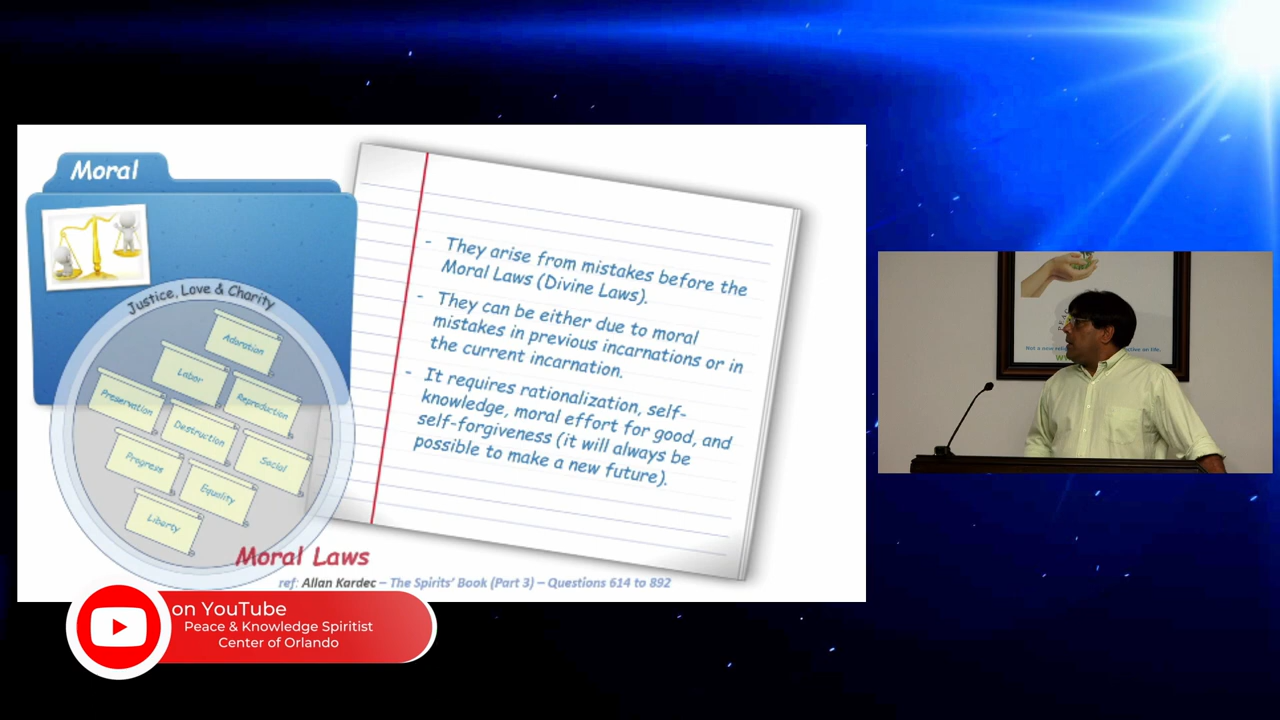 Moral
Justice, Love & Charity
Adoration
Labor
Reproduction
Preservation
Destruction
Social
Progress
Equality
Liberty
- They arise from mistakes before the
Moral Laws (Divine Laws).
- They can be either due to moral
mistakes in previous incarnations or in
the current incarnation.
- It requires rationalization, self-
knowledge, moral effort for good, and
self-forgiveness (it will always be
possible to make a new future).
Moral Laws
ref: Allan Kardec – The Spirits' Book (Part 3) – Questions 614 to 892
on YouTube
Peace & Knowledge Spiritist
Center of Orlando
Not a new
on life.